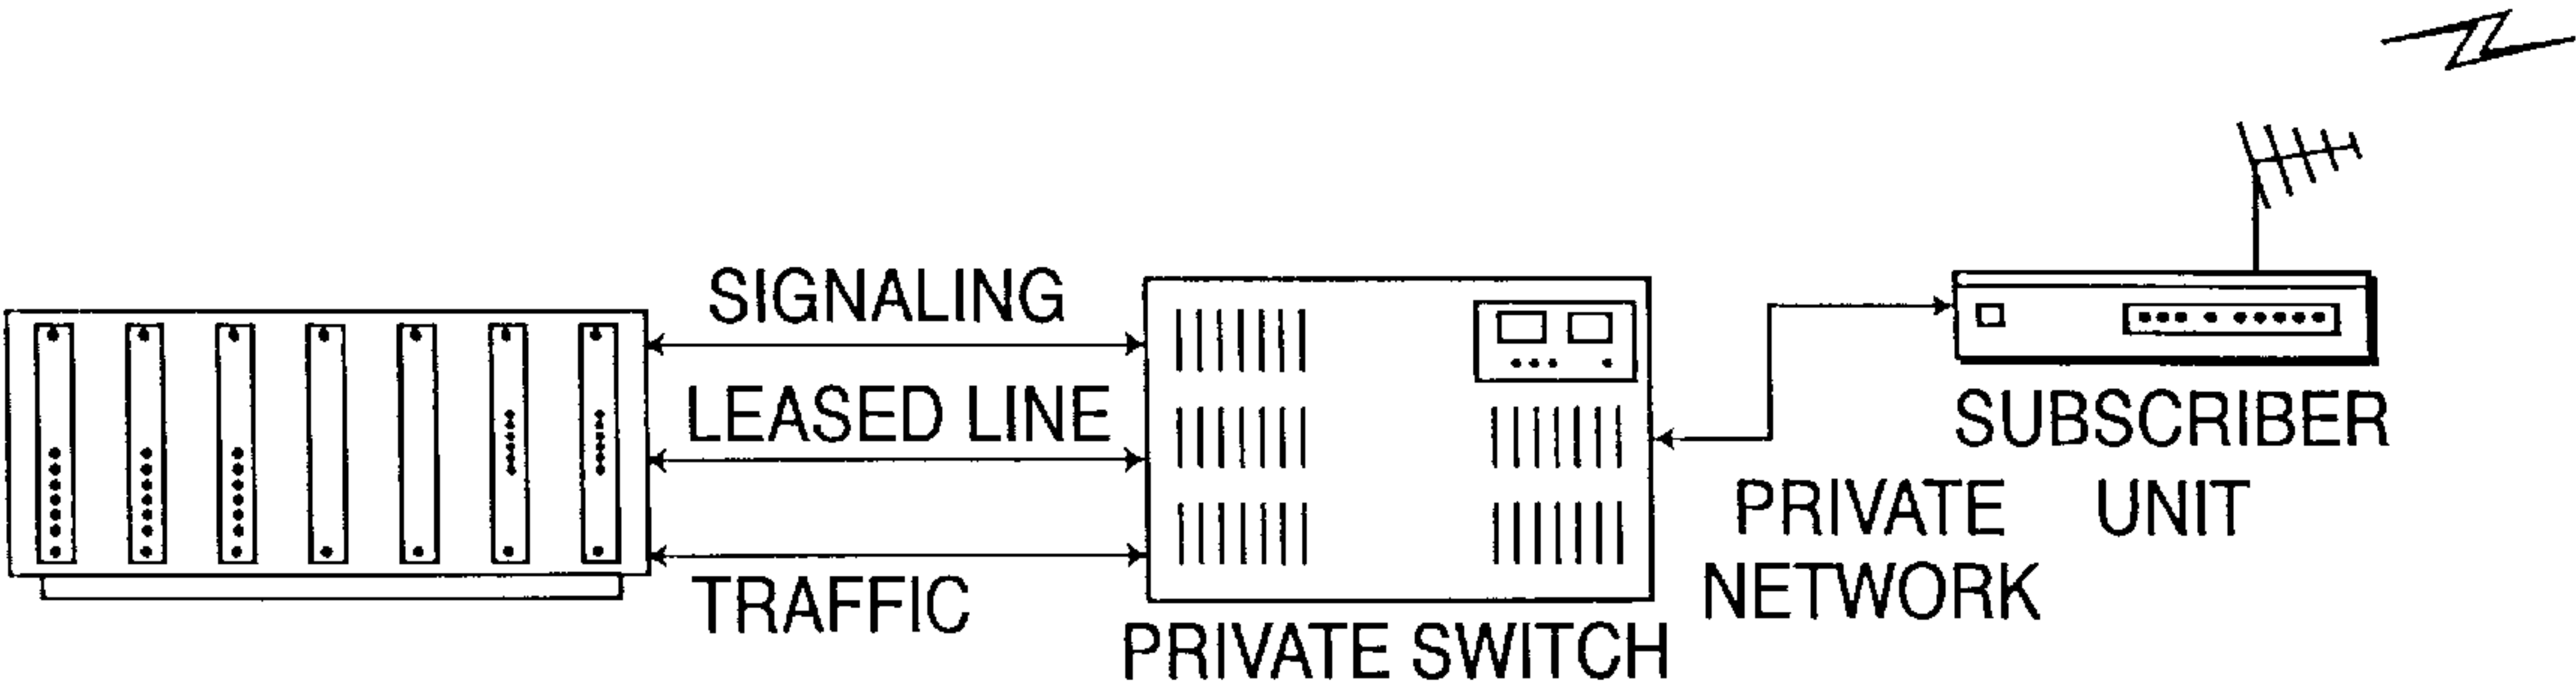 SIGNALING
LEASED LINE
TRAFFIC
PRIVATE SWITCH
PRIVATE
NETWORK
SUBSCRIBER
UNIT